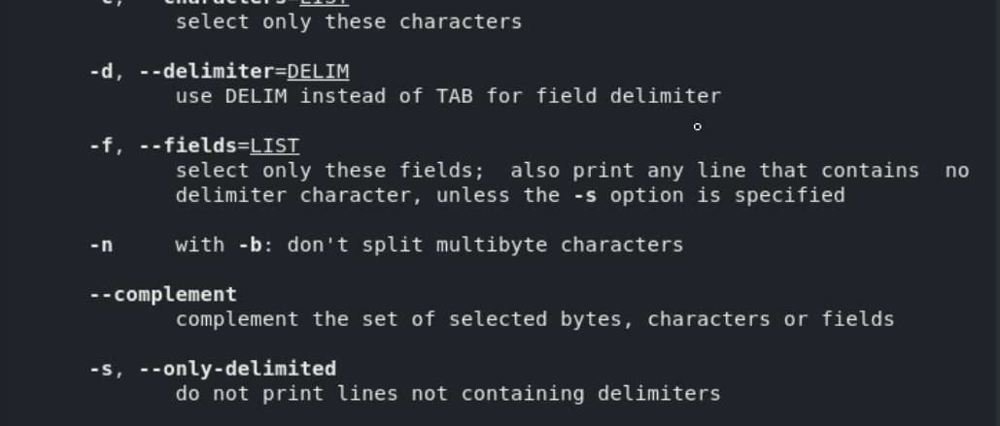 -c, --characters=LIST
select only these characters
-d, --delimiter=DELIM
use DELIM instead of TAB for field delimiter
-f, --fields=LIST
select only these fields;  also print any line that contains  no
delimiter character, unless the -s option is specified
-n     with -b: don't split multibyte characters
--complement
complement the set of selected bytes, characters or fields
-s, --only-delimited
do not print lines not containing delimiters